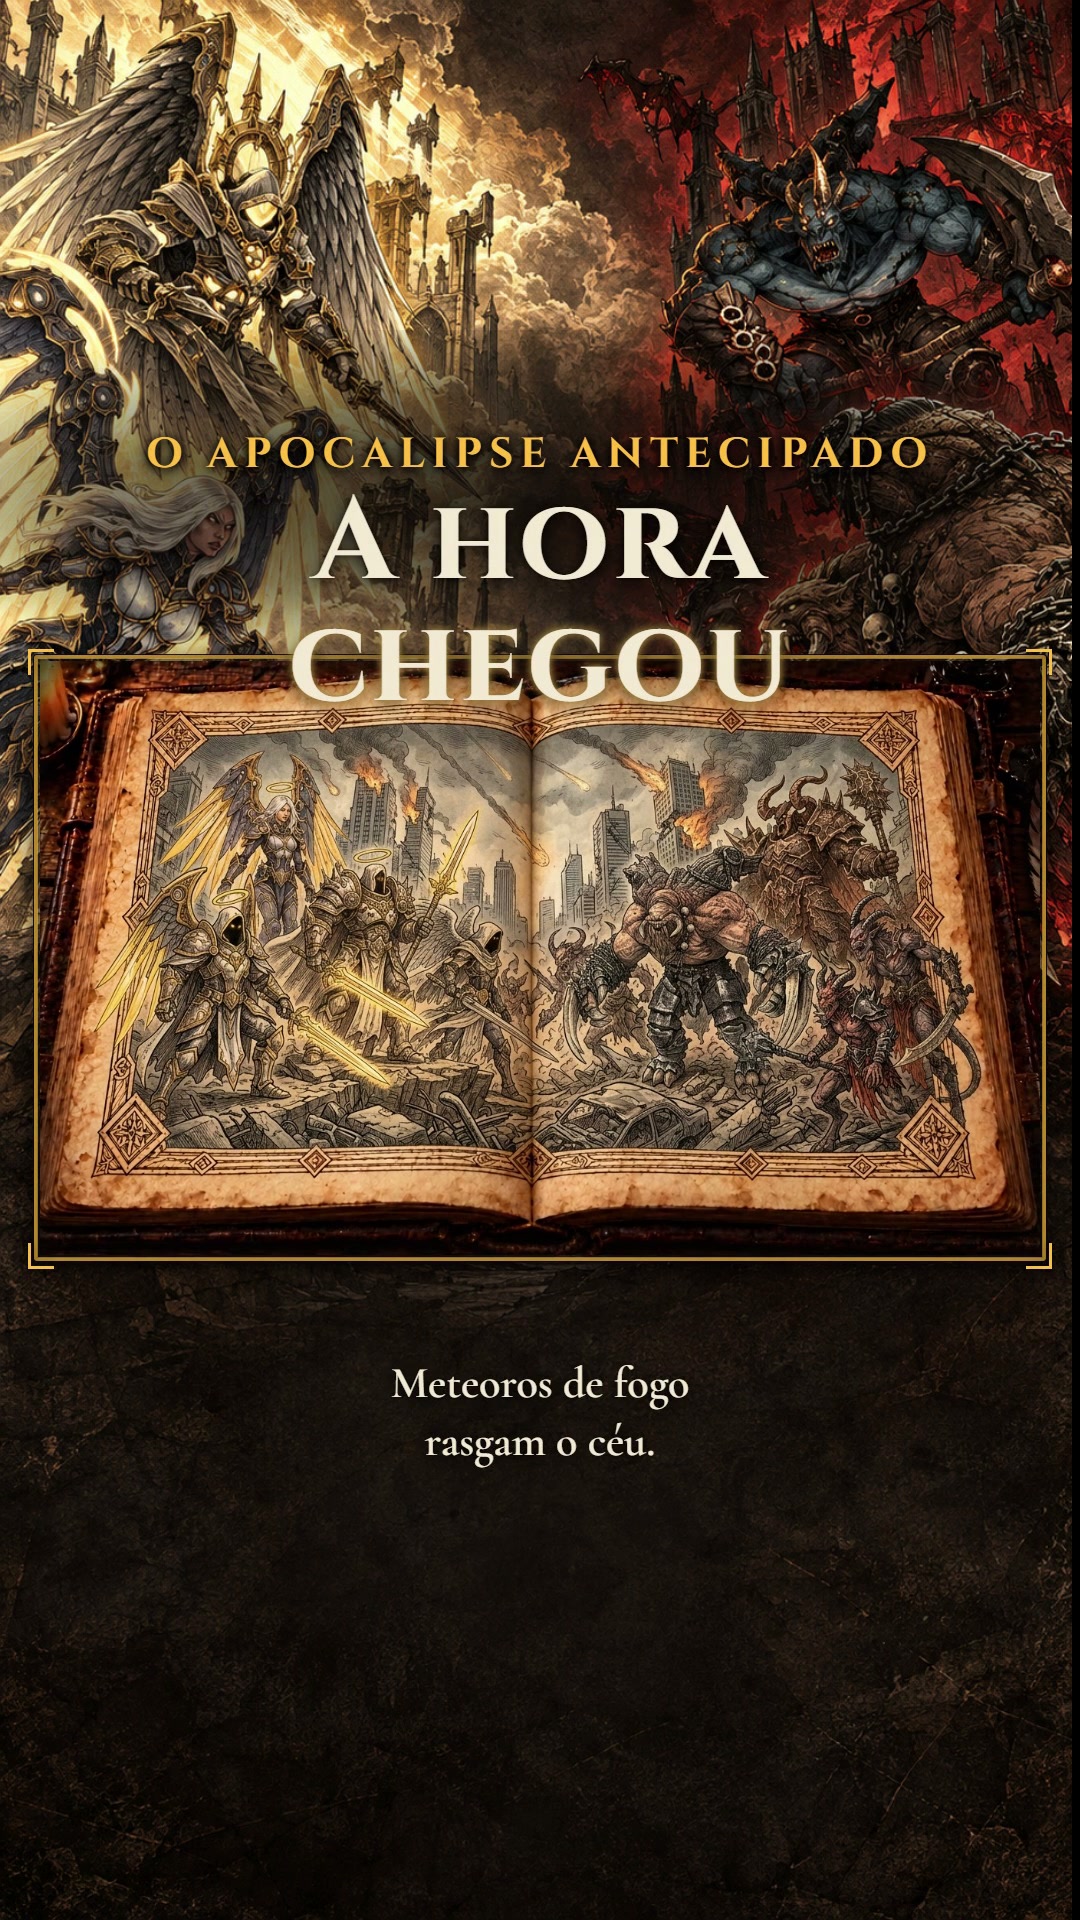 O APOCALIPSE ANTECIPADO
A HORA
CHEGOU
Meteoros de fogo
rasgam o céu.